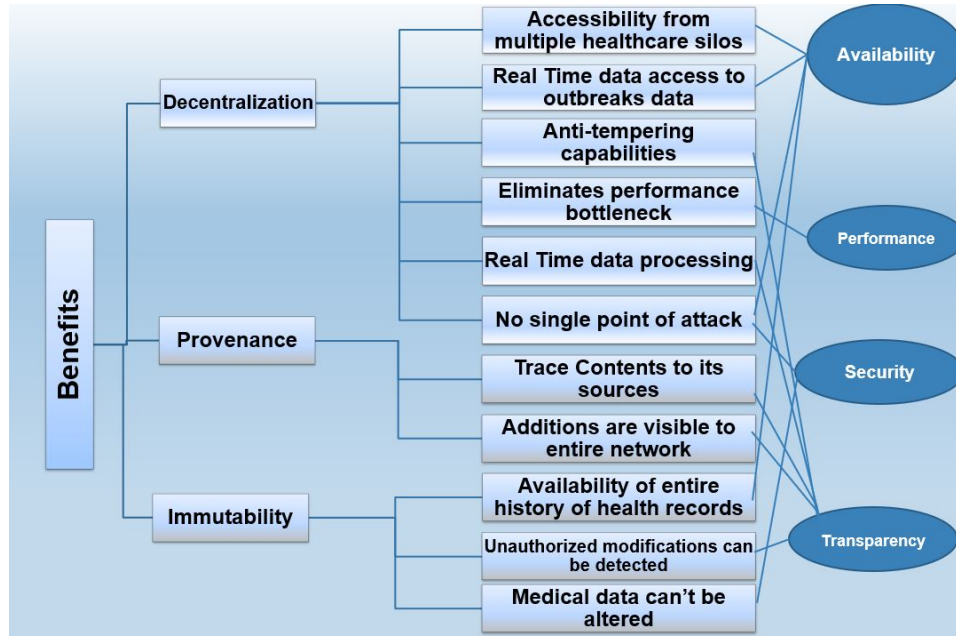 Benefits
Decentralization
Provenance
Immutability
Accessibility from
multiple healthcare silos
Real Time data access to
outbreaks data
Anti-tempering
capabilities
Eliminates performance
bottleneck
Real Time data processing
No single point of attack
Trace Contents to its
sources
Additions are visible to
entire network
Availability of entire
history of health records
Unauthorized modifications can
be detected
Medical data can't be
altered
Availability
Performance
Security
Transparency